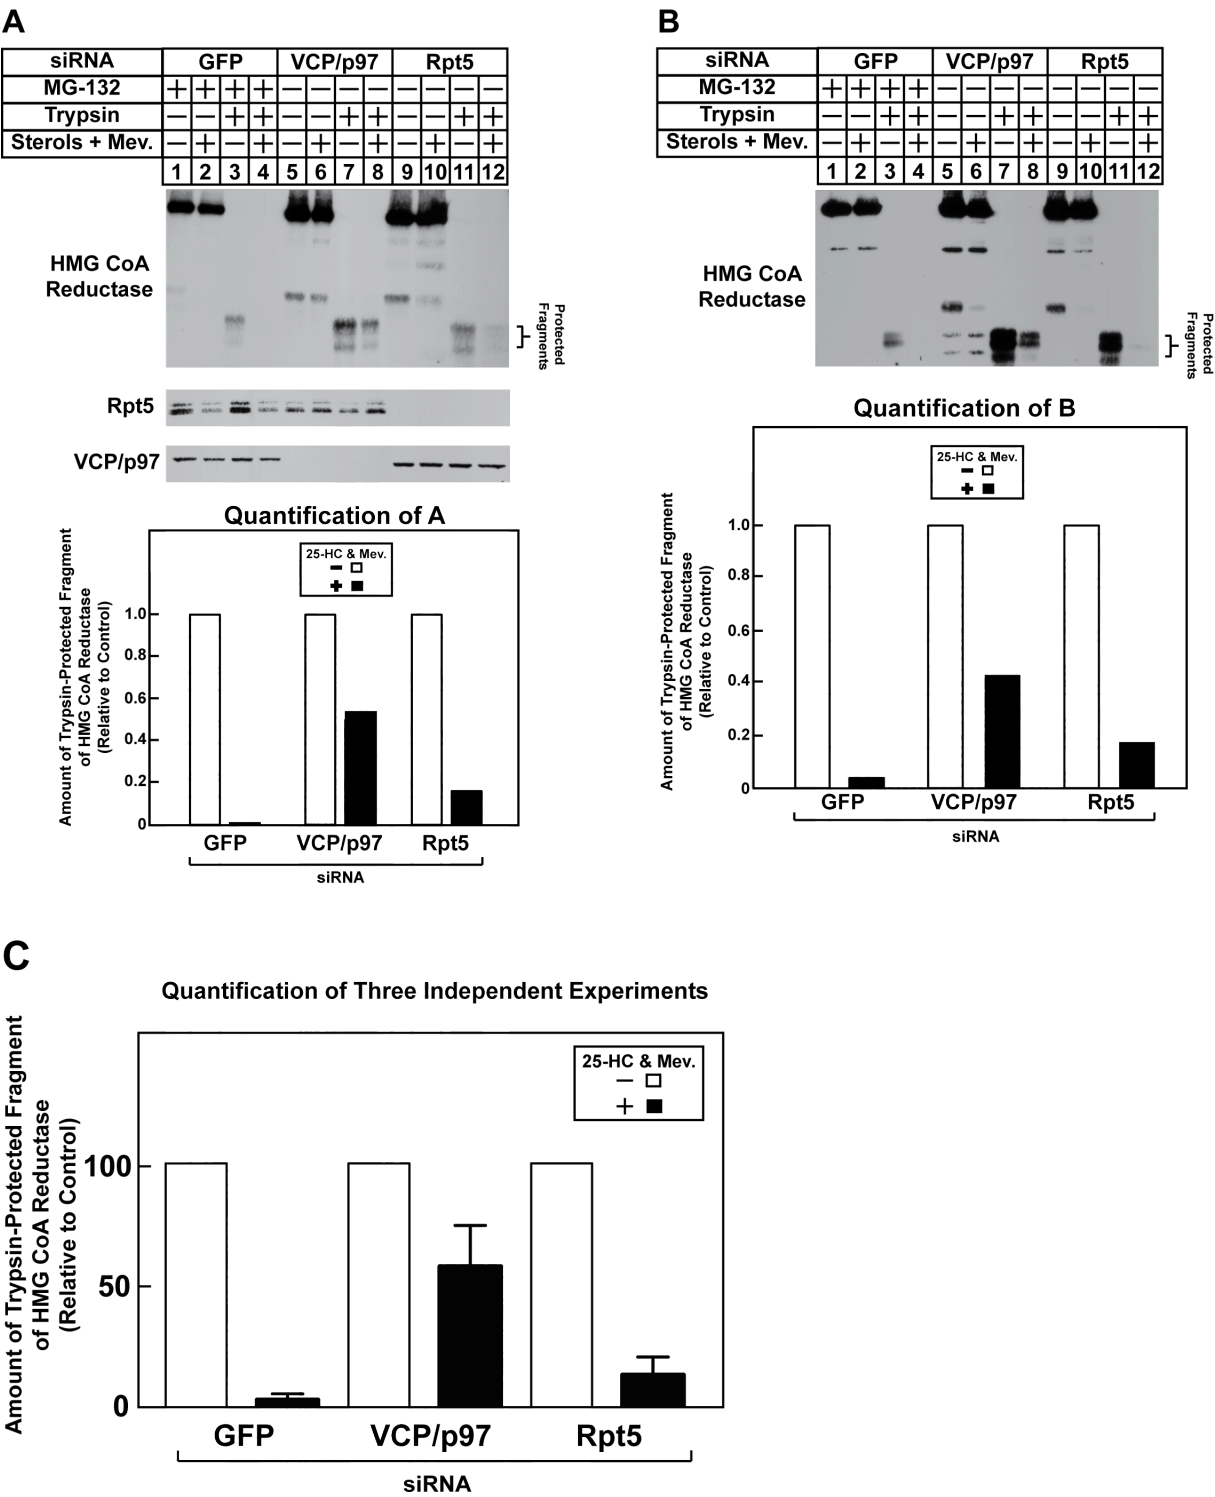 A
siRNA GFP VCP/p97 Rpt5
MG-132 + + + + − − − − − − − −
Trypsin − − + + − − + + − − + +
Sterols + Mev. − + − + − + − + − + − +
1 2 3 4 5 6 7 8 9 10 11 12
HMG CoA
Reductase
Protected
Fragments
Rpt5
VCP/p97
Quantification of A
25-HC & Mev.
−
+
Amount of Trypsin-Protected Fragment
of HMG CoA Reductase
(Relative to Control)
1.0
0.8
0.6
0.4
0.2
0
GFP VCP/p97 Rpt5
siRNA
B
siRNA GFP VCP/p97 Rpt5
MG-132 + + + + − − − − − − − −
Trypsin − − + + − − + + − − + +
Sterols + Mev. − + − + − + − + − + − +
1 2 3 4 5 6 7 8 9 10 11 12
HMG CoA
Reductase
Protected
Fragments
Quantification of B
25-HC & Mev.
−
+
Amount of Trypsin-Protected Fragment
of HMG CoA Reductase
(Relative to Control)
1.0
0.8
0.6
0.4
0.2
0
GFP VCP/p97 Rpt5
siRNA
C
Quantification of Three Independent Experiments
25-HC & Mev.
−
+
Amount of Trypsin-Protected Fragment
of HMG CoA Reductase
(Relative to Control)
100
50
0
GFP VCP/p97 Rpt5
siRNA